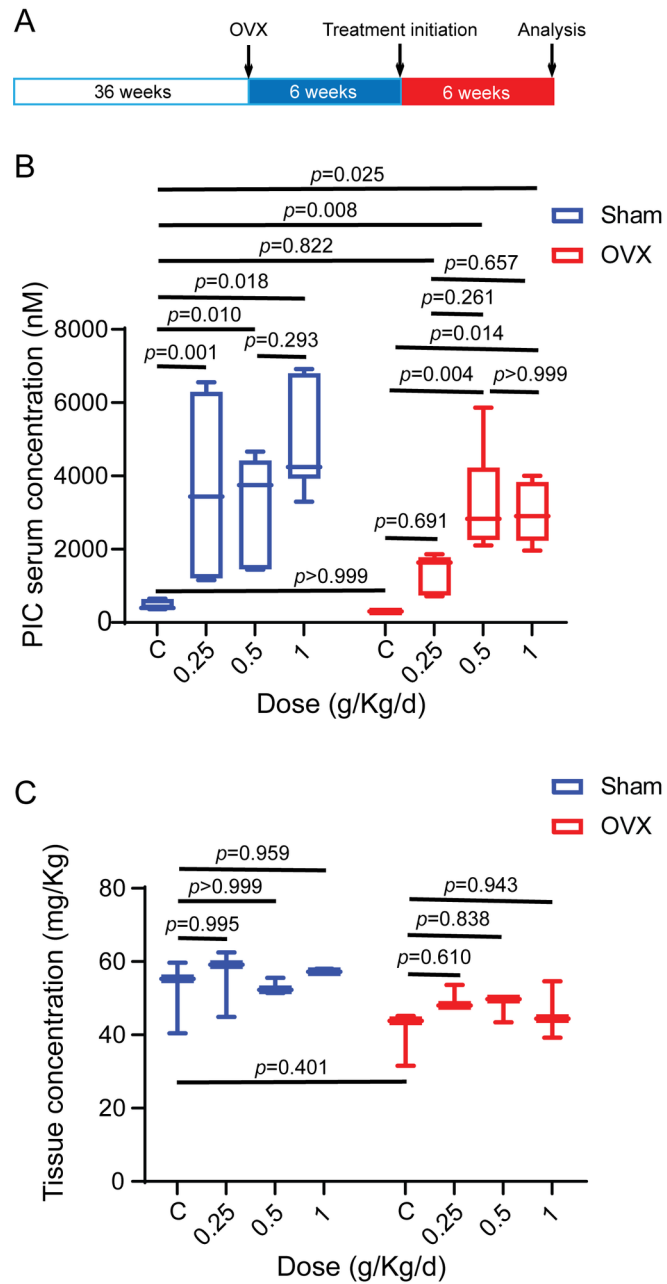 A
OVX
Treatment initiation
Analysis
36 weeks
6 weeks
6 weeks
B
p=0.025
Sham
p=0.008
OVX
p=0.822
p=0.657
p=0.018
p=0.261
p=0.010
p=0.014
p=0.293
p=0.001
p=0.004
p>0.999
p=0.691
p>0.999
PIC serum concentration (nM)
8000
6000
4000
2000
0
C
0.25
0.5
1
C
0.25
0.5
1
Dose (g/Kg/d)
C
Sham
OVX
p=0.959
p>0.999
p=0.943
p=0.995
p=0.838
p=0.610
p=0.401
Tissue concentration (mg/Kg)
80
60
40
20
0
C
0.25
0.5
1
C
0.25
0.5
1
Dose (g/Kg/d)